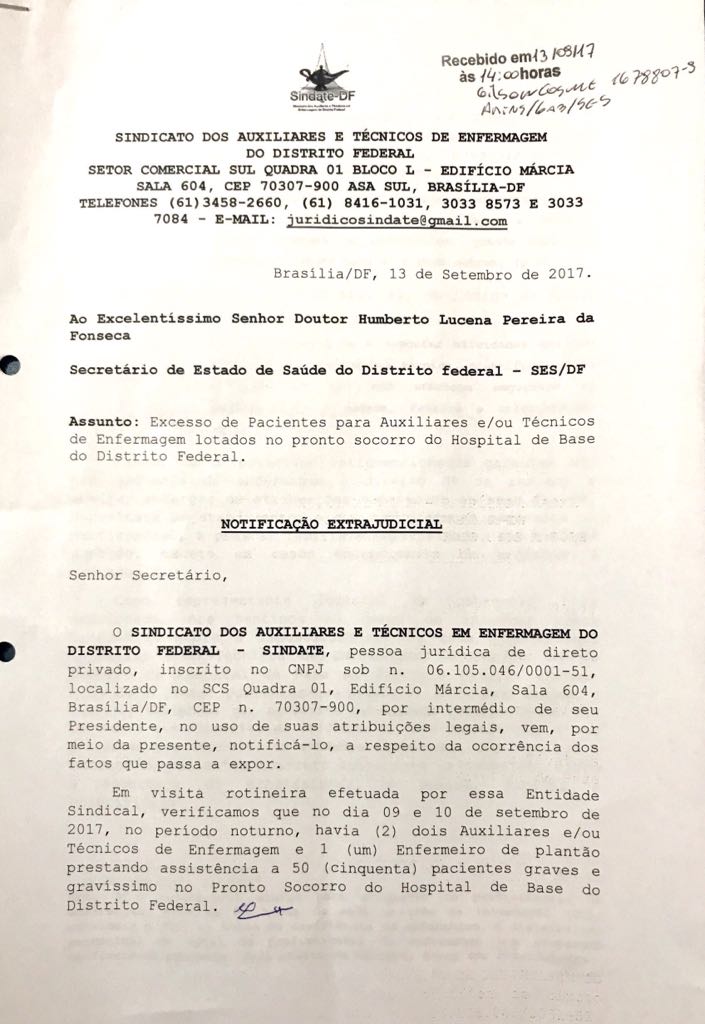 Recebido em 13/09/17
às 14:00 horas
1678807-3
Sindate-DF
SINDICATO DOS AUXILIARES E TÉCNICOS DE ENFERMAGEM
DO DISTRITO FEDERAL
SETOR COMERCIAL SUL QUADRA 01 BLOCO L - EDIFÍCIO MÁRCIA
SALA 604, CEP 70307-900 ASA SUL, BRASÍLIA-DF
TELEFONES (61)3458-2660, (61) 8416-1031, 3033 8573 E 3033
7084 - E-MAIL: juridicosindate@gmail.com
Brasília/DF, 13 de Setembro de 2017.
Ao Excelentíssimo Senhor Doutor Humberto Lucena Pereira da
Fonseca
Secretário de Estado de Saúde do Distrito federal – SES/DF
Assunto: Excesso de Pacientes para Auxiliares e/ou Técnicos
de Enfermagem lotados no pronto socorro do Hospital de Base
do Distrito Federal.
NOTIFICAÇÃO EXTRAJUDICIAL
Senhor Secretário,
O SINDICATO DOS AUXILIARES E TÉCNICOS EM ENFERMAGEM DO
DISTRITO FEDERAL - SINDATE, pessoa jurídica de direto
privado, inscrito no CNPJ sob n. 06.105.046/0001-51,
localizado no SCS Quadra 01, Edifício Márcia, Sala 604,
Brasília/DF, CEP n. 70307-900, por intermédio de seu
Presidente, no uso de suas atribuições legais, vem, por
meio da presente, notificá-lo, a respeito da ocorrência dos
fatos que passa a expor.
Em visita rotineira efetuada por essa Entidade
Sindical, verificamos que no dia 09 e 10 de setembro de
2017, no período noturno, havia (2) dois Auxiliares e/ou
Técnicos de Enfermagem e 1 (um) Enfermeiro de plantão
prestando assistência a 50 (cinquenta) pacientes graves e
gravíssimo no Pronto Socorro do Hospital de Base do
Distrito Federal.